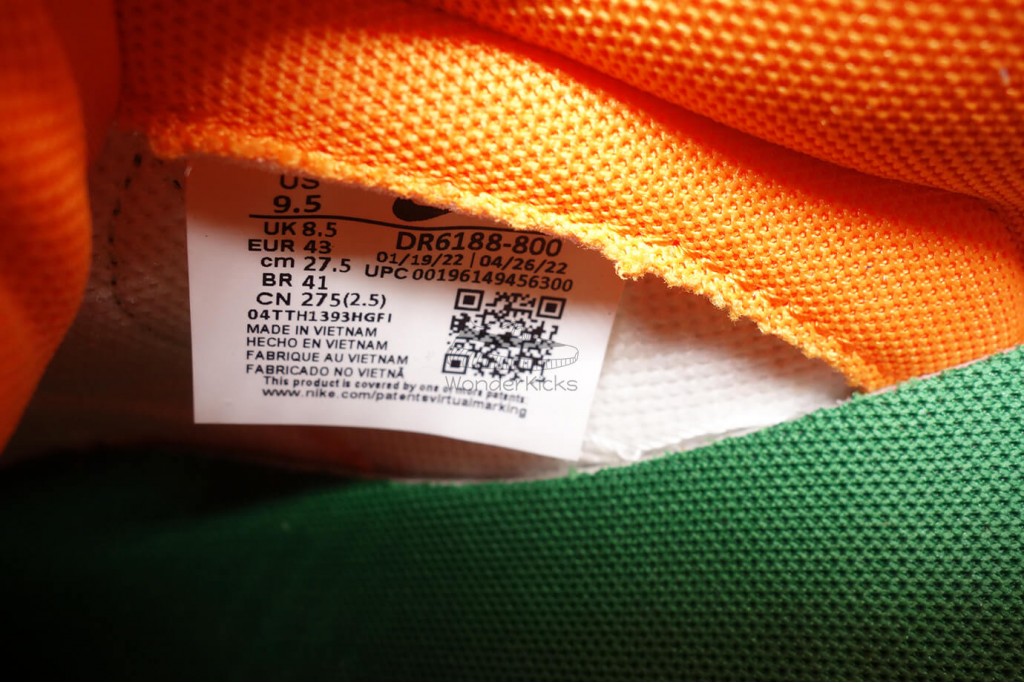 US
9.5
UK 8.5
EUR 43
cm 27.5
BR 41
CN 275(2.5)
04TTH1393HGFI
MADE IN VIETNAM
HECHO EN VIETNAM
FABRIQUE AU VIETNAM
FABRICADO NO VIETNÃ
This product is covered by one or more patents:
www.nike.com/patentsvirtualmarking
DR6188-800
01/19/22 | 04/26/22
UPC 00196149456300
WonderKicks